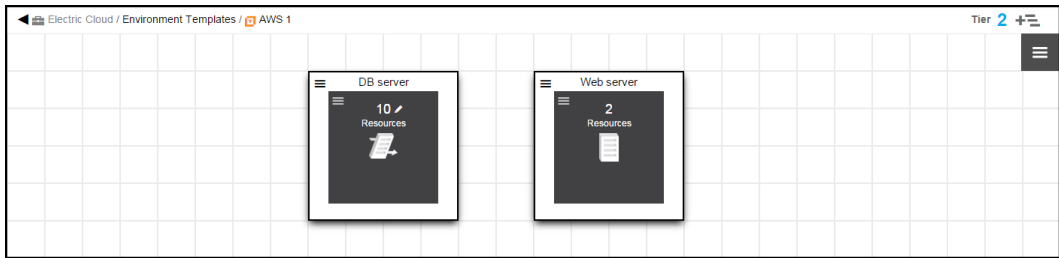 Electric Cloud / Environment Templates / AWS 1
Tier 2
DB server
10
Resources
Web server
2
Resources